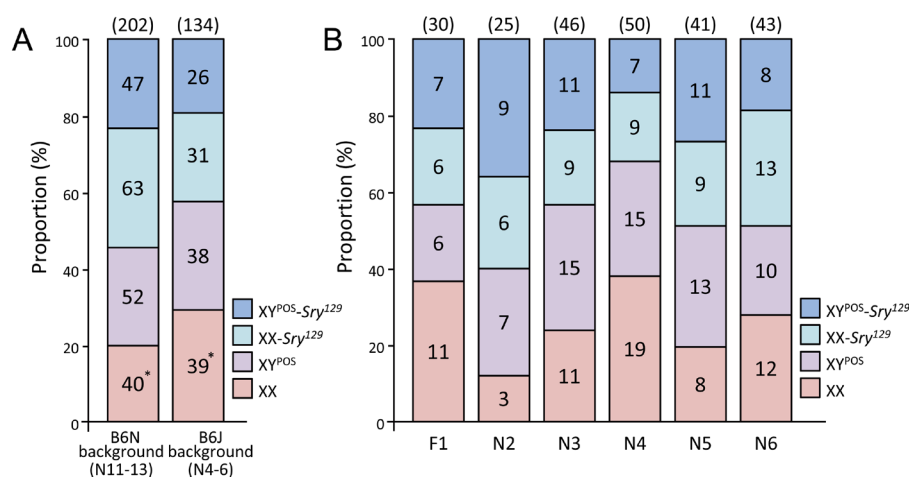 A
(202) (134)
Proportion (%)
100
80
60
40
20
0
47
63
52
40*
26
31
38
39*
B6N
background
(N11-13)
B6J
background
(N4-6)
XYPOS-Sry129
XX-Sry129
XYPOS
XX
B
(30) (25) (46) (50) (41) (43)
Proportion (%)
100
80
60
40
20
0
7
6
6
11
9
6
7
3
11
9
15
11
7
9
15
19
11
9
13
8
8
13
10
12
F1 N2 N3 N4 N5 N6
XYPOS-Sry129
XX-Sry129
XYPOS
XX